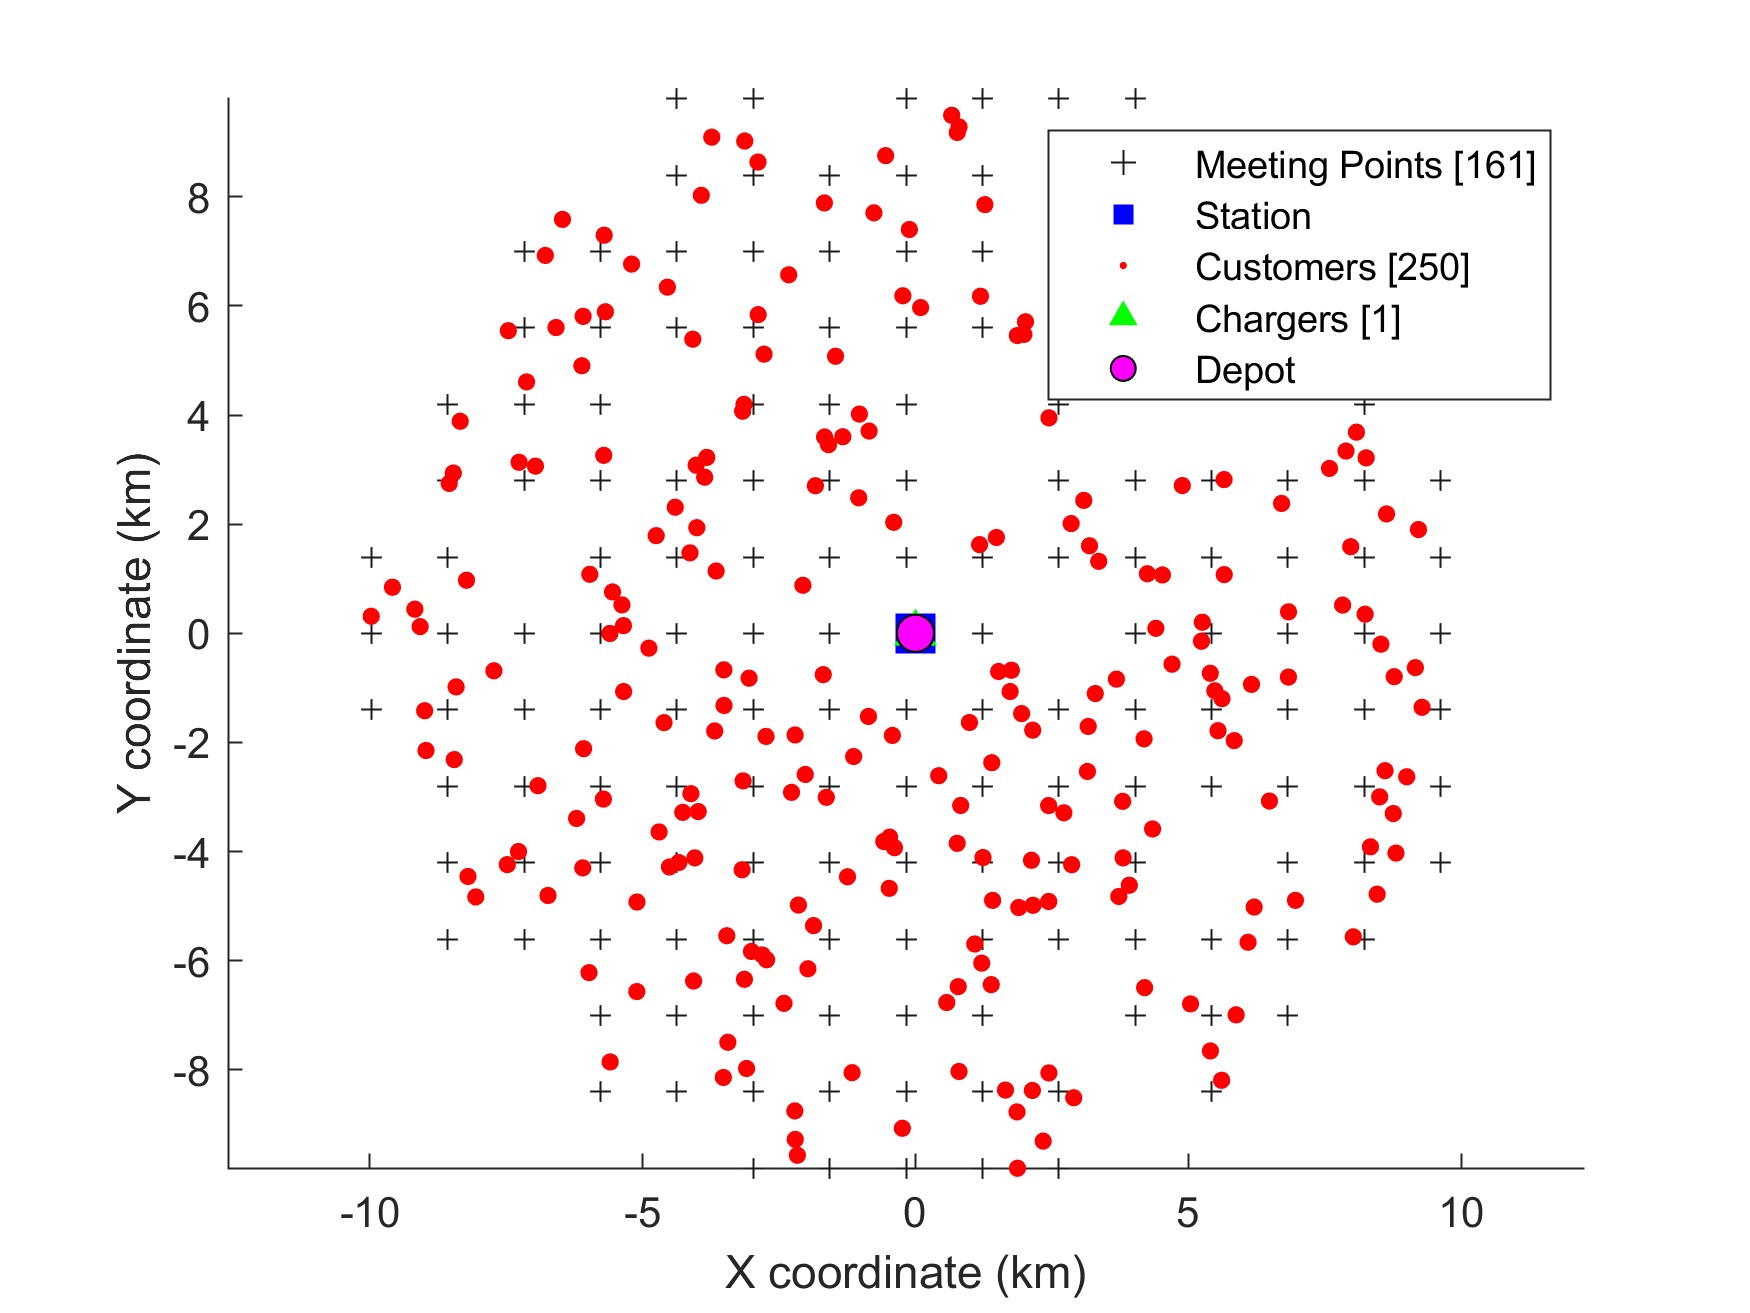 Meeting Points [161]
Station
Customers [250]
Chargers [1]
Depot
8
6
4
2
0
-2
-4
-6
-8
Y coordinate (km)
-10 -5 0 5 10
X coordinate (km)